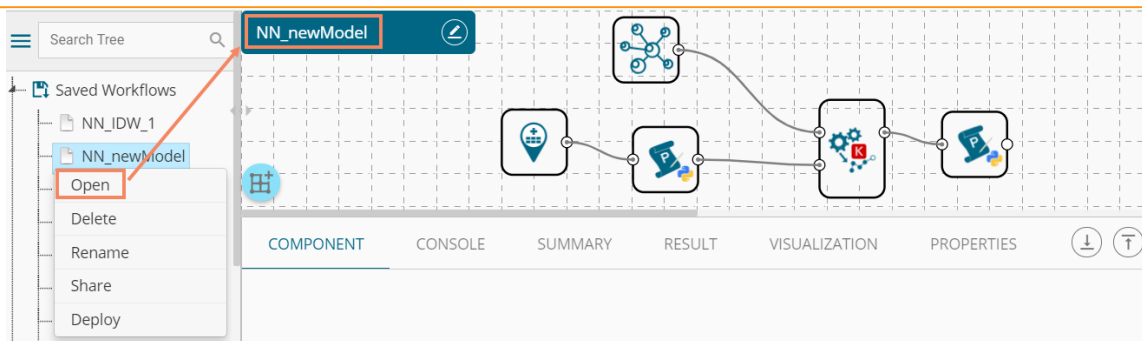 Search Tree
Saved Workflows
NN_IDW_1
NN_newModel
Open
Delete
Rename
Share
Deploy
NN_newModel
P
K
P
COMPONENT CONSOLE SUMMARY RESULT VISUALIZATION PROPERTIES